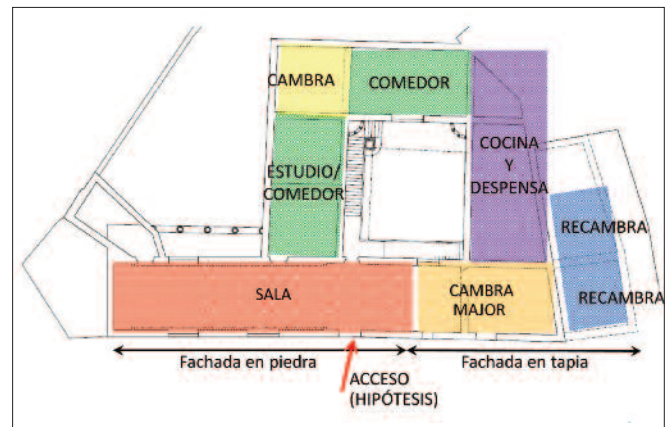 CAMBRA
COMEDOR
ESTUDIO/
COMEDOR
COCINA
Y
DESPENSA
RECAMBRA
RECAMBRA
SALA
CAMBRA
MAJOR
Fachada en piedra
Fachada en tapia
ACCESO
(HIPÓTESIS)